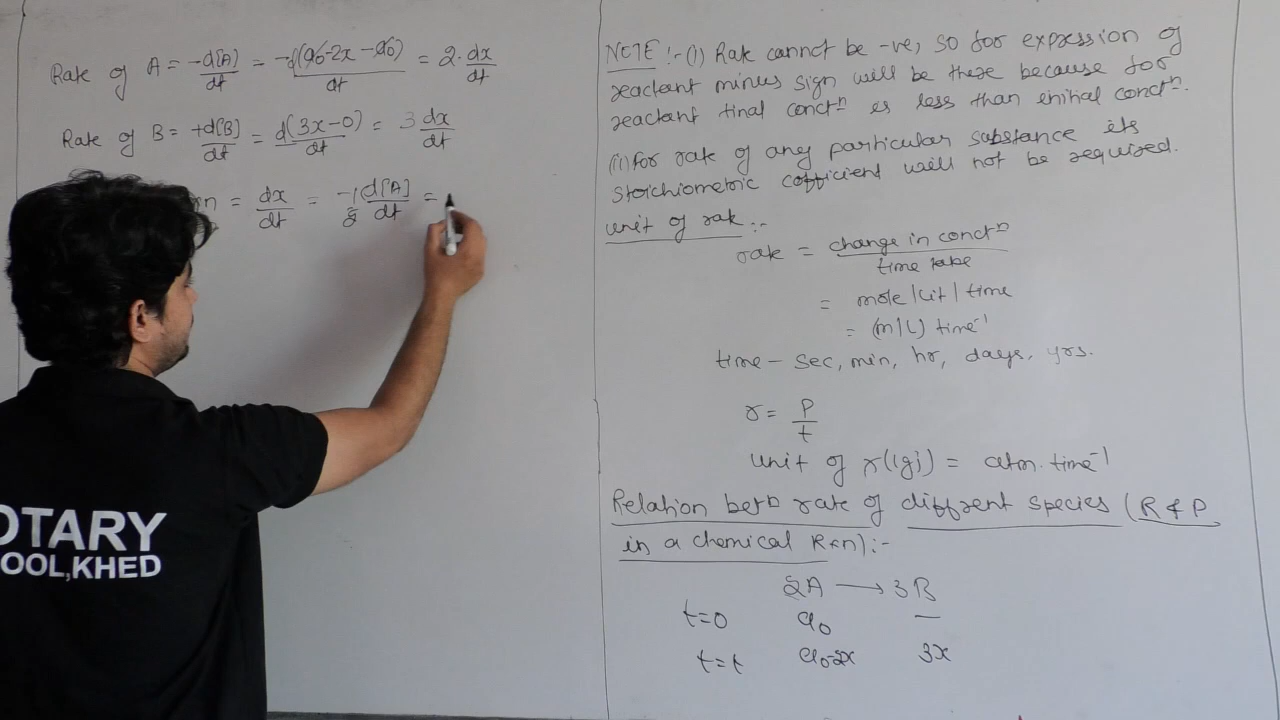 Rate of A = -d[A]/dt = -d(a0-2x-a0)/dt = 2.dx/dt
Rate of B = +d[B]/dt = d(3x-0)/dt = 3 dx/dt
xn = dx/dt = -1/2 d[A]/dt =
NOTE :- (i) Rate cannot be -ve, so for expression of
reactant minus sign will be there because for
reactant final conctn is less than initial conctn.
(ii) For rate of any particular substance its
stoichiometric cofficient will not be required.
unit of rate :-
rate = change in conctn / time take
= mole/Lit/time
= (m/L) time-1
time - sec, min, hr, days, yrs.
r = P/t
unit of r(g) = atm. time-1
Relation betn rate of different species (R & P
in a chemical Rxn) :-
2A → 3B
t=0 a0 —
t=t a0-2x 3x
OTARY
OOL,KHED